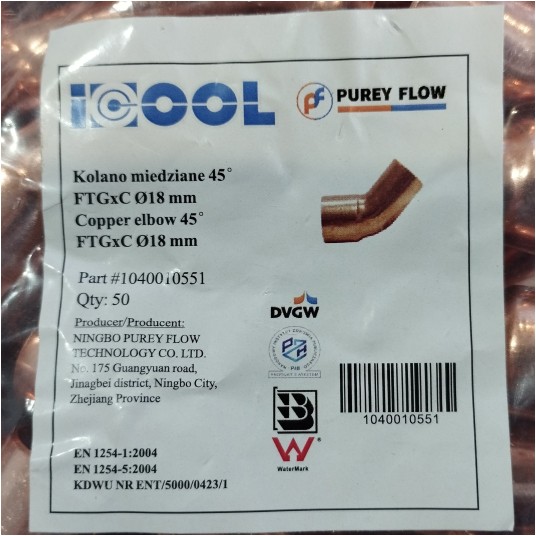 iCOOL
PF PUREY FLOW
Kolano miedziane 45°
FTGxC Ø18 mm
Copper elbow 45°
FTGxC Ø18 mm
Part #1040010551
Qty: 50
Producer/Producent:
NINGBO PUREY FLOW
TECHNOLOGY CO. LTD.
No. 175 Guangyuan road,
Jinagbei district, Ningbo City,
Zhejiang Province
DVGW
1040010551
WaterMark
EN 1254-1:2004
EN 1254-5:2004
KDWU NR ENT/5000/0423/1